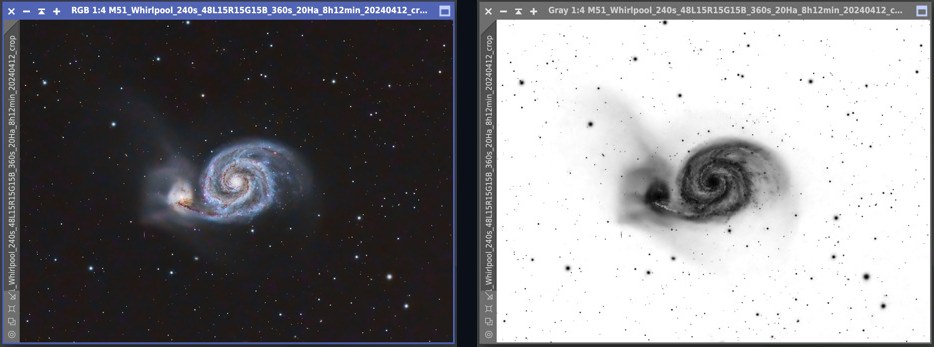 RGB 1:4 M51_Whirlpool_240s_48L15R15G15B_360s_20Ha_8h12min_20240412_cr...
M51_Whirlpool_240s_48L15R15G15B_360s_20Ha_8h12min_20240412_crop
Gray 1:4 M51_Whirlpool_240s_48L15R15G15B_360s_20Ha_8h12min_20240412_c...
M51_Whirlpool_240s_48L15R15G15B_360s_20Ha_8h12min_20240412_crop